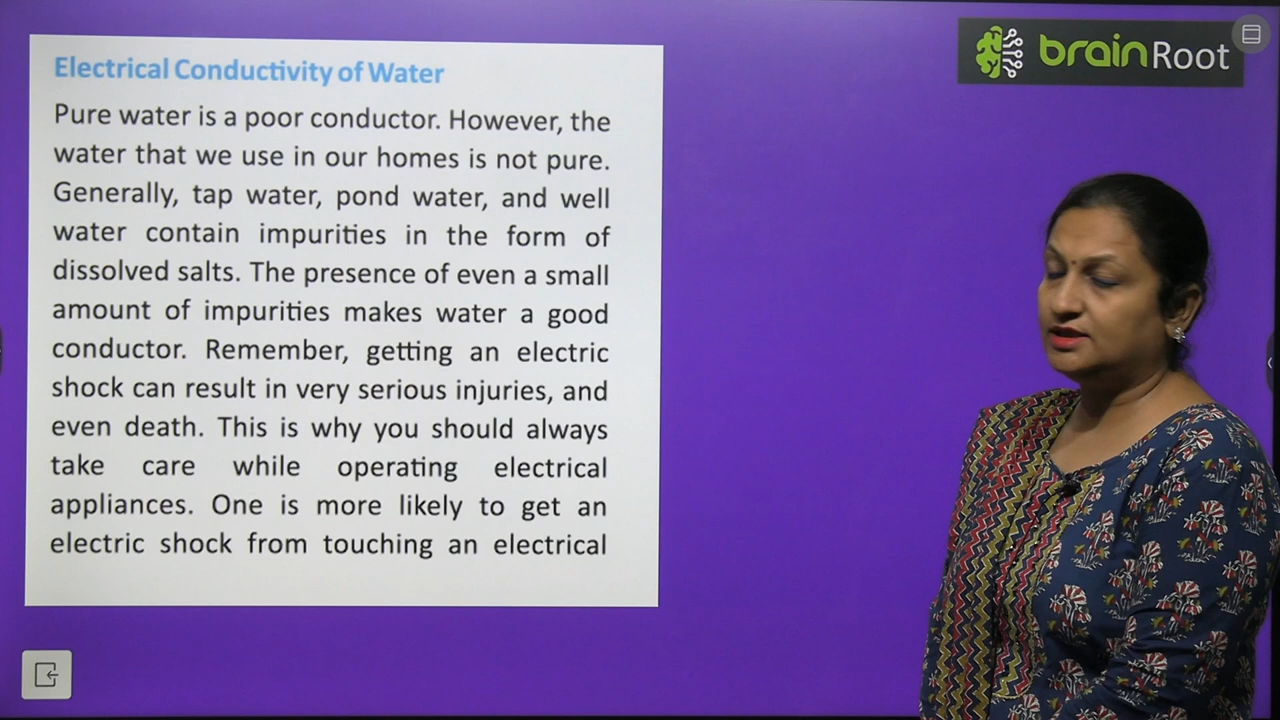 Electrical Conductivity of Water
Pure water is a poor conductor. However, the
water that we use in our homes is not pure.
Generally, tap water, pond water, and well
water contain impurities in the form of
dissolved salts. The presence of even a small
amount of impurities makes water a good
conductor. Remember, getting an electric
shock can result in very serious injuries, and
even death. This is why you should always
take care while operating electrical
appliances. One is more likely to get an
electric shock from touching an electrical
brainRoot